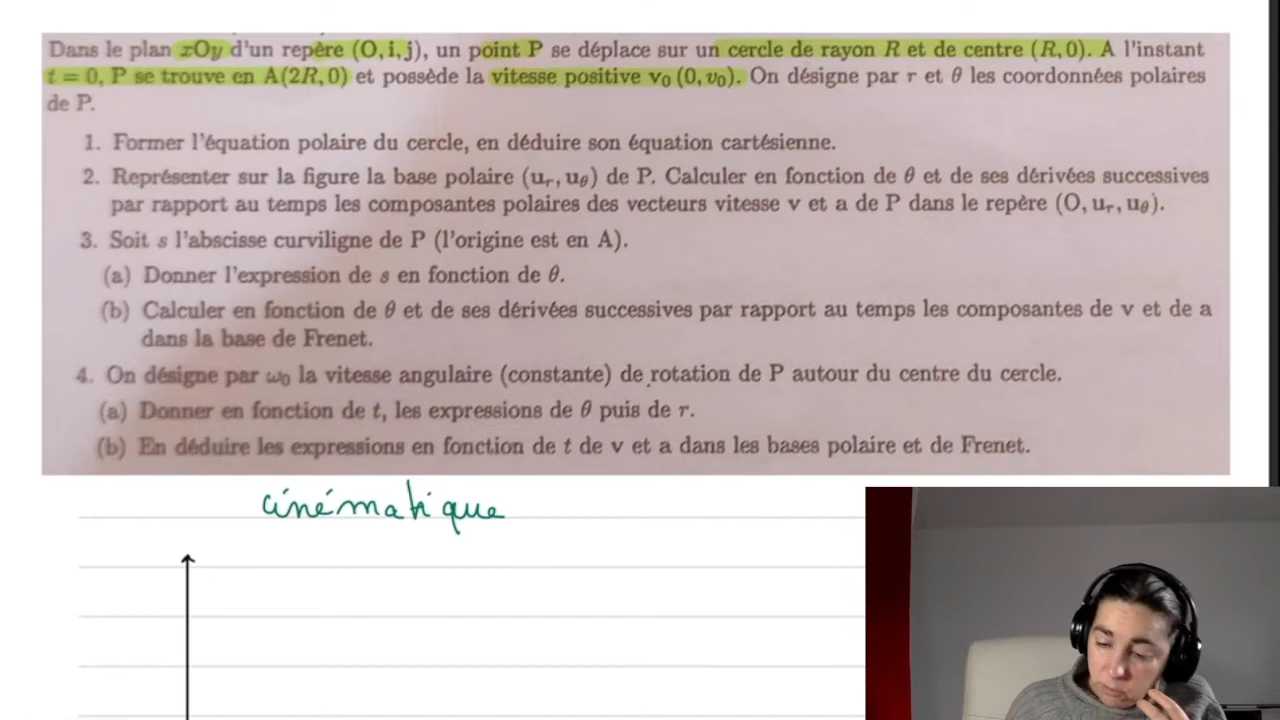 Dans le plan xOy d'un repère (O, i, j), un point P se déplace sur un cercle de rayon R et de centre (R, 0). A l'instant
t = 0, P se trouve en A(2R, 0) et possède la vitesse positive v₀ (0, v₀). On désigne par r et θ les coordonnées polaires
de P.
1. Former l'équation polaire du cercle, en déduire son équation cartésienne.
2. Représenter sur la figure la base polaire (uᵣ, uθ) de P. Calculer en fonction de θ et de ses dérivées successives
par rapport au temps les composantes polaires des vecteurs vitesse v et a de P dans le repère (O, uᵣ, uθ).
3. Soit s l'abscisse curviligne de P (l'origine est en A).
(a) Donner l'expression de s en fonction de θ.
(b) Calculer en fonction de θ et de ses dérivées successives par rapport au temps les composantes de v et de a
dans la base de Frenet.
4. On désigne par ω₀ la vitesse angulaire (constante) de rotation de P autour du centre du cercle.
(a) Donner en fonction de t, les expressions de θ puis de r.
(b) En déduire les expressions en fonction de t de v et a dans les bases polaire et de Frenet.
cinématique